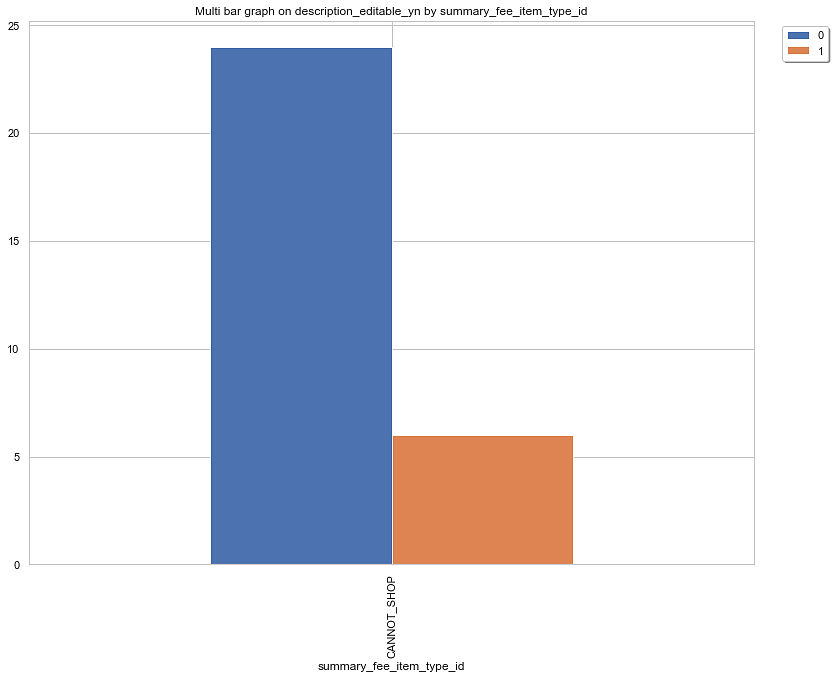 Multi bar graph on description_editable_yn by summary_fee_item_type_id
25
20
15
10
5
0
0
1
CANNOT_SHOP
summary_fee_item_type_id